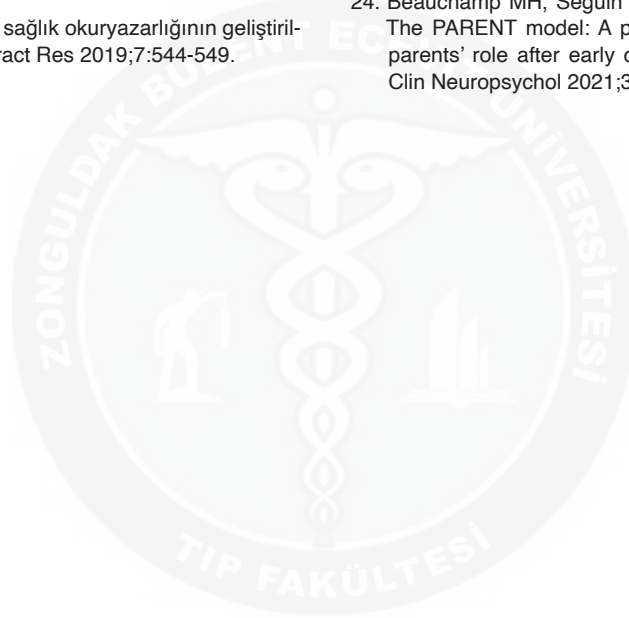 sağlık okuryazarlığının geliştiril-
ract Res 2019;7:544-549.
24. Beauchamp MH, Séguin
The PARENT model: A p
parents' role after early c
Clin Neuropsychol 2021;3
ZONGULDAK BÜLENT ECEVİT ÜNİVERSİTESİ
TIP FAKÜLTESİ